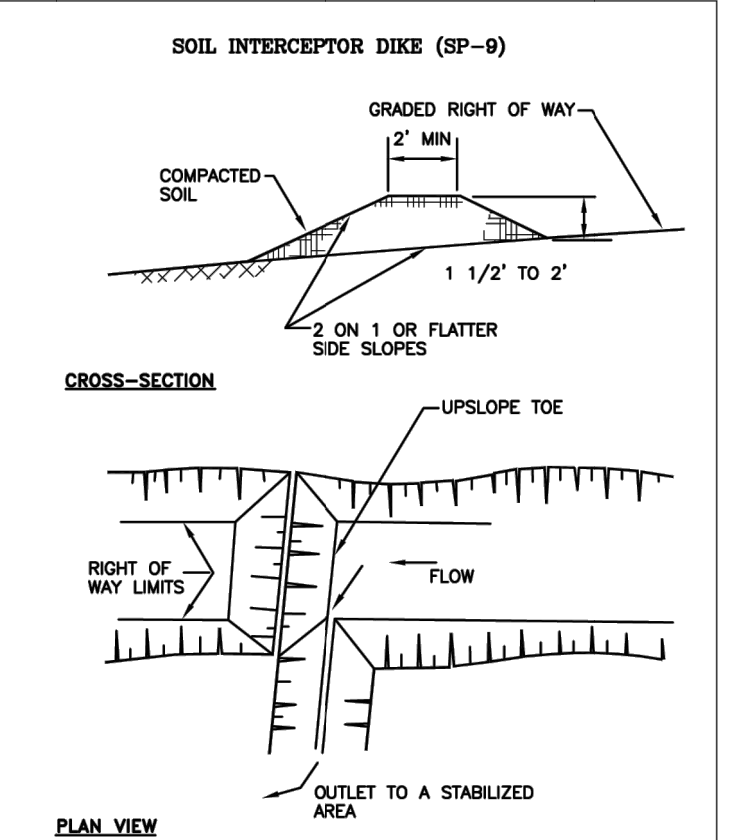 SOIL INTERCEPTOR DIKE (SP-9)
GRADED RIGHT OF WAY
2' MIN
COMPACTED
SOIL
1 1/2' TO 2'
2 ON 1 OR FLATTER
SIDE SLOPES
CROSS-SECTION
UPSLOPE TOE
RIGHT OF
WAY LIMITS
FLOW
OUTLET TO A STABILIZED
AREA
PLAN VIEW